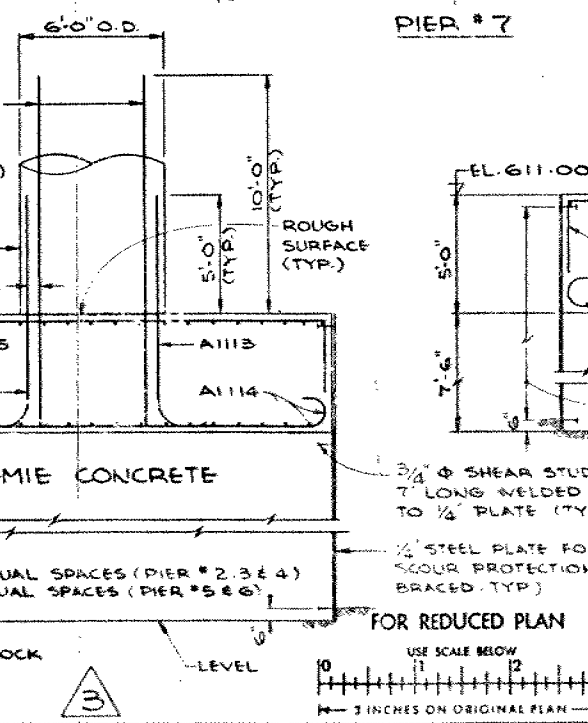 6'-0" O.D.
PIER #7
10'-0"
(TYP.)
5'-0"
(TYP.)
ROUGH
SURFACE
(TYP.)
EL. 611.00
5'-0"
7'-6"
A1113
A1114
6"
MIE CONCRETE
3/4" Φ SHEAR STUD
7" LONG WELDED
TO 1/4" PLATE (TY
1/4" STEEL PLATE FO
SCOUR PROTECTION
BRACED. TYP)
UAL SPACES (PIER #2,3 & 4)
UAL SPACES (PIER #5 & 6)
6"
OCK
LEVEL
3
FOR REDUCED PLAN
USE SCALE BELOW
0 1 2
3 INCHES ON ORIGINAL PLAN